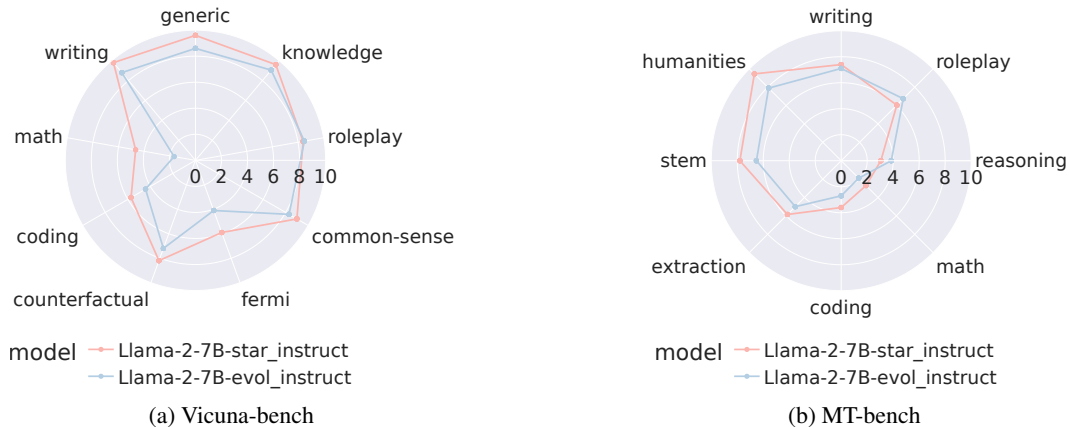 generic
writing
knowledge
math
roleplay
0 2 4 6 8 10
coding
common-sense
counterfactual
fermi
model
Llama-2-7B-star_instruct
Llama-2-7B-evol_instruct
(a) Vicuna-bench
writing
humanities
roleplay
stem
reasoning
0 2 4 6 8 10
extraction
math
coding
model
Llama-2-7B-star_instruct
Llama-2-7B-evol_instruct
(b) MT-bench